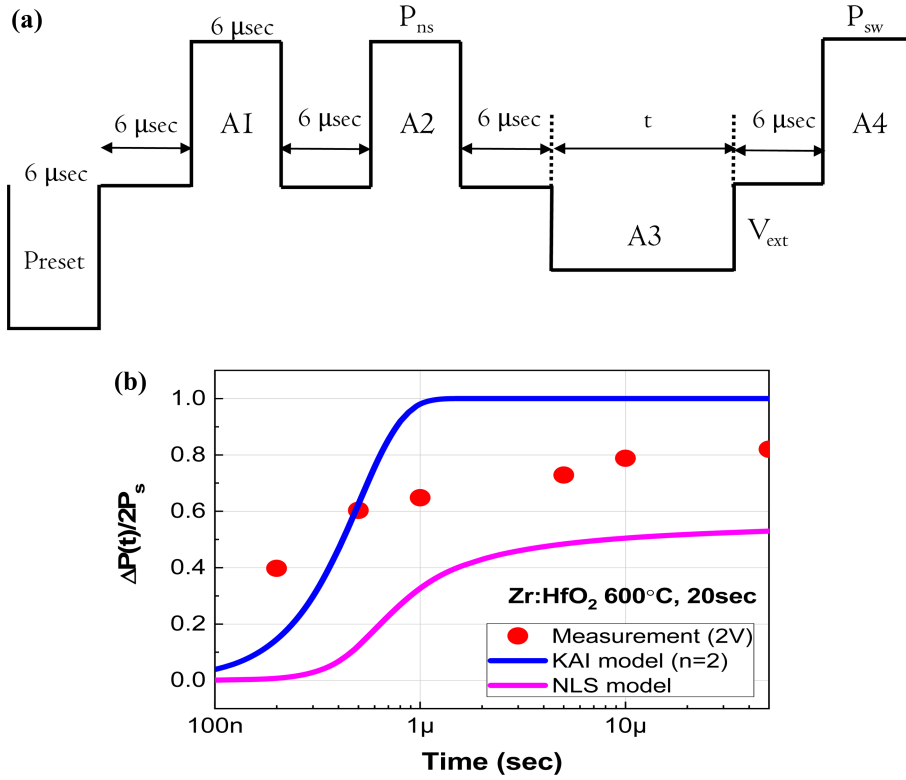 (a)
6 μsec
P_ns
P_sw
6 μsec
A1
6 μsec
A2
6 μsec
t
6 μsec
A4
6 μsec
Preset
A3
V_ext
(b)
1.0
0.8
0.6
0.4
0.2
0.0
ΔP(t)/2P_s
Zr:HfO₂ 600°C, 20sec
Measurement (2V)
KAI model (n=2)
NLS model
100n
1μ
10μ
Time (sec)